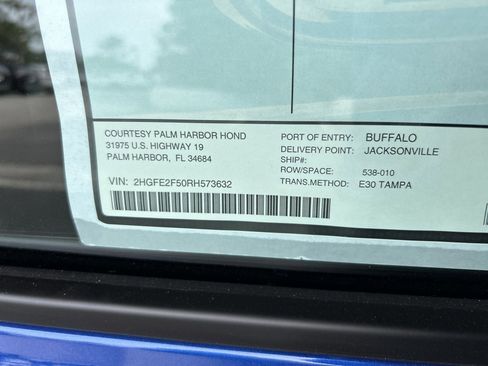 COURTESY PALM HARBOR HOND
31975 U.S. HIGHWAY 19
PALM HARBOR, FL 34684
VIN: 2HGFE2F50RH573632
PORT OF ENTRY: BUFFALO
DELIVERY POINT: JACKSONVILLE
SHIP#:
ROW/SPACE: 538-010
TRANS.METHOD: E30 TAMPA